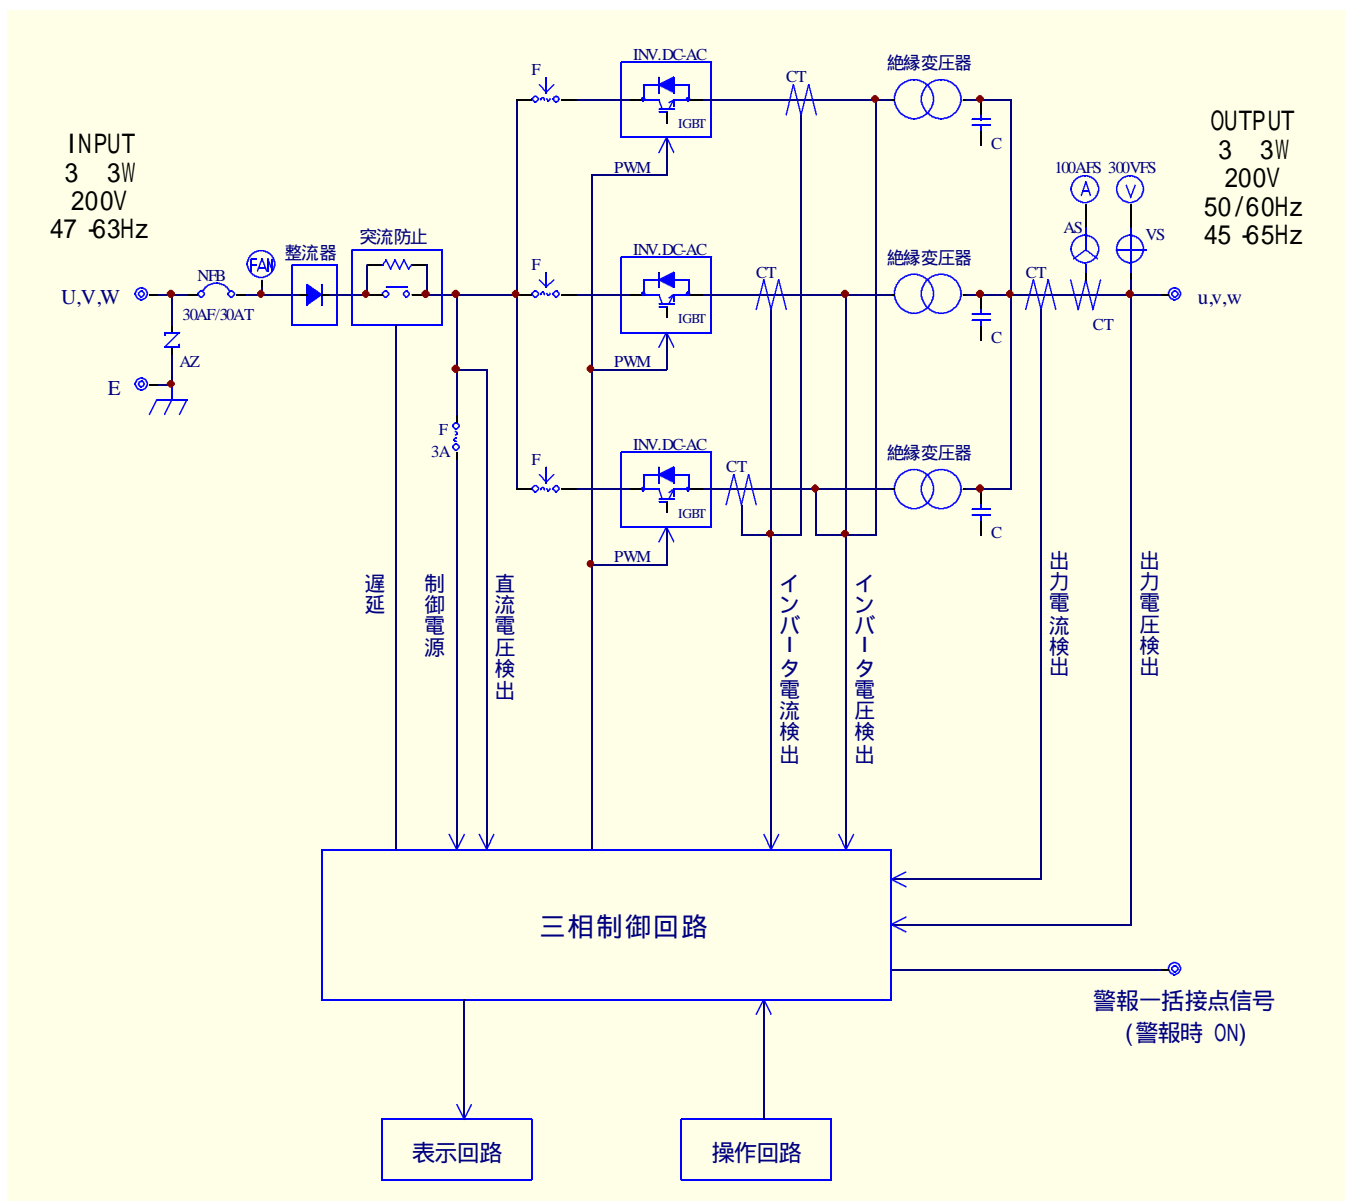 INPUT
3 3W
200V
47 -63Hz
U,V,W
E
NFB
30AF/30AT
AZ
FAN
整流器
突流防止
F
3A
F
INV.DC-AC
IGBT
PWM
CT
絶縁変圧器
C
F
INV.DC-AC
IGBT
PWM
CT
絶縁変圧器
C
F
INV.DC-AC
IGBT
PWM
CT
絶縁変圧器
C
OUTPUT
3 3W
200V
50/60Hz
45 -65Hz
100AFS
300VFS
A
V
AS
VS
CT
CT
u,v,w
遅延
制御電源
直流電圧検出
インバータ電流検出
インバータ電圧検出
出力電流検出
出力電圧検出
三相制御回路
警報一括接点信号
(警報時 ON)
表示回路
操作回路